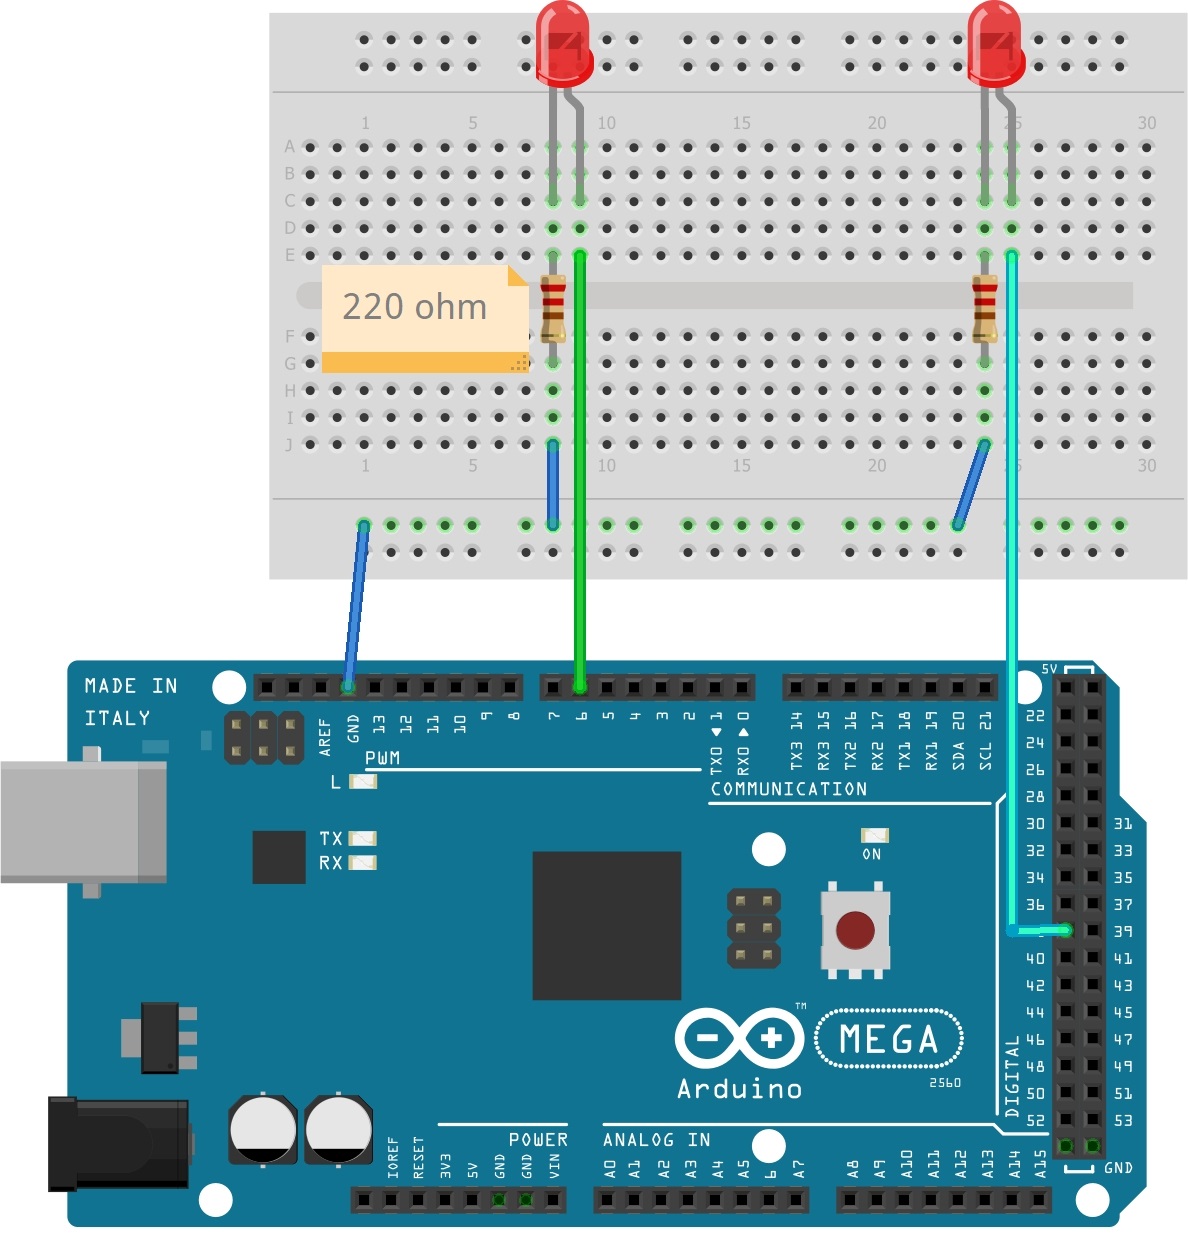 1 5 10 15 20 25 30
A
B
C
D
E
220 ohm
F
G
H
I
J
1 5 10 15 20 25 30
MADE IN
ITALY
AREF
GND
13
12
11
10
9
8
7
6
5
4
3
2
TX0 ▶ 1
RX0 ◀ 0
TX3 14
RX3 15
TX2 16
RX2 17
TX1 18
RX1 19
SDA 20
SCL 21
PWM
COMMUNICATION
L
TX
RX
ON
5V
22
24
26
28
30 31
32 33
34 35
36 37
39
40 41
42 43
44 45
46 47
48 49
50 51
52 53
GND
DIGITAL
TM
MEGA
2560
Arduino
POWER
ANALOG IN
IOREF
RESET
3V3
5V
GND
GND
VIN
A0
A1
A2
A3
A4
A5
A7
A8
A9
A10
A11
A12
A13
A14
A15